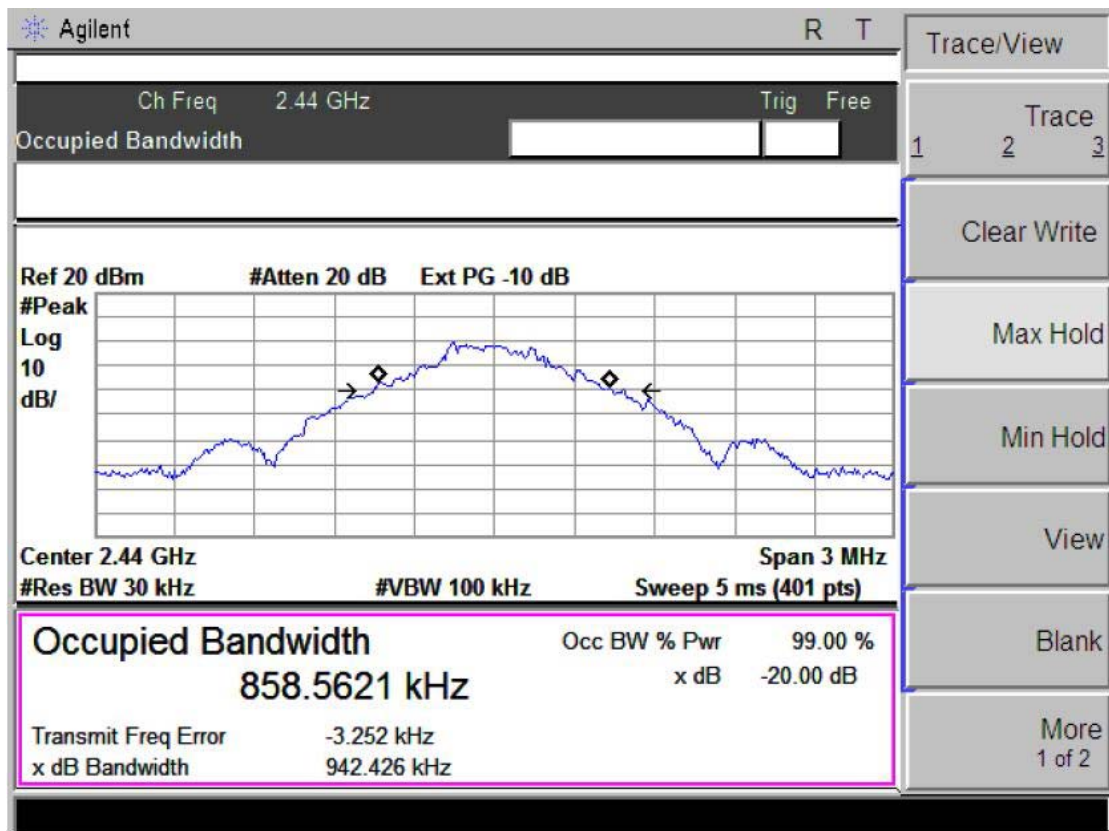 Agilent
R T
Ch Freq 2.44 GHz Trig Free
Occupied Bandwidth
Ref 20 dBm #Atten 20 dB Ext PG -10 dB
#Peak
Log
10
dB/
Center 2.44 GHz Span 3 MHz
#Res BW 30 kHz #VBW 100 kHz Sweep 5 ms (401 pts)
Occupied Bandwidth
858.5621 kHz
Occ BW % Pwr 99.00 %
x dB -20.00 dB
Transmit Freq Error -3.252 kHz
x dB Bandwidth 942.426 kHz
Trace/View
Trace
1 2 3
Clear Write
Max Hold
Min Hold
View
Blank
More
1 of 2